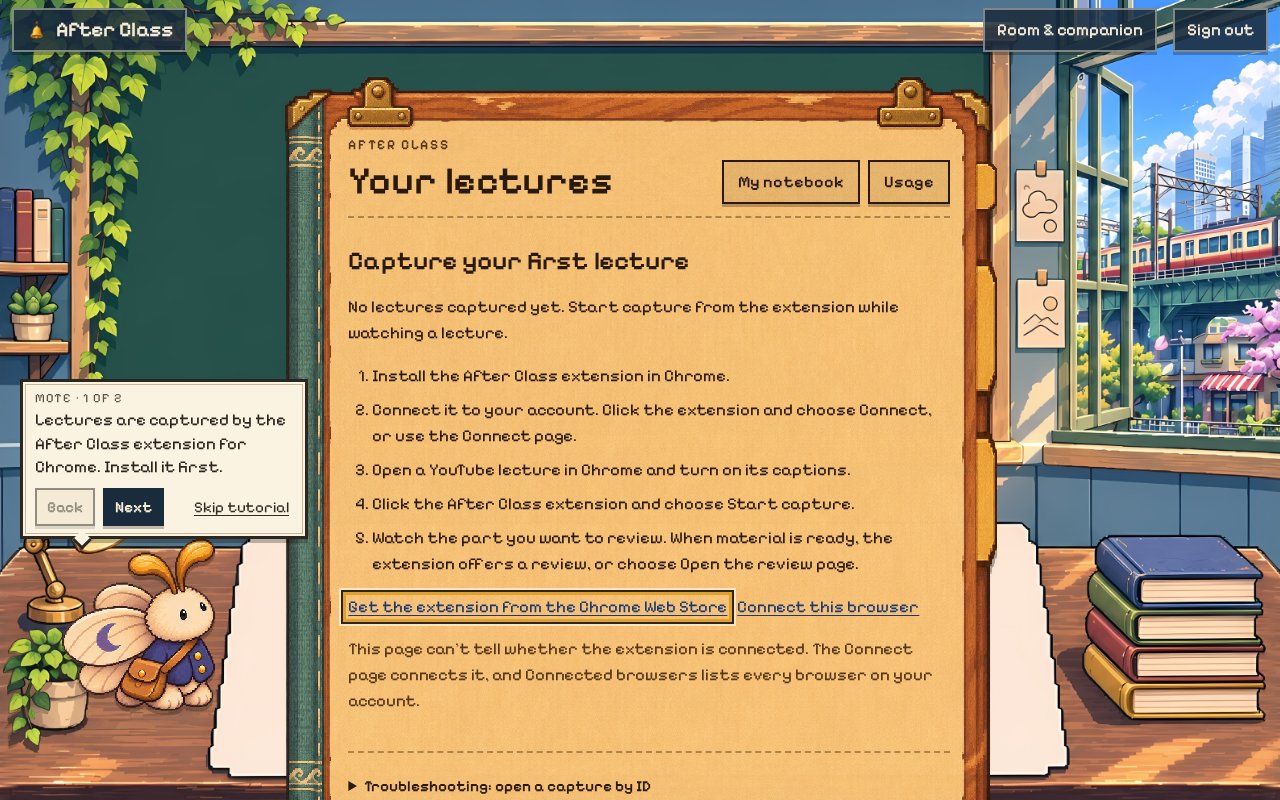 After Class
Room & companion
Sign out
AFTER CLASS
Your lectures
My notebook
Usage
Capture your first lecture
No lectures captured yet. Start capture from the extension while
watching a lecture.
1. Install the After Class extension in Chrome.
2. Connect it to your account. Click the extension and choose Connect,
or use the Connect page.
3. Open a YouTube lecture in Chrome and turn on its captions.
4. Click the After Class extension and choose Start capture.
5. Watch the part you want to review. When material is ready, the
extension offers a review, or choose Open the review page.
Get the extension from the Chrome Web Store Connect this browser
This page can't tell whether the extension is connected. The Connect
page connects it, and Connected browsers lists every browser on your
account.
Troubleshooting: open a capture by ID
MOTE · 1 OF 8
Lectures are captured by the
After Class extension for
Chrome. Install it first.
Back
Next
Skip tutorial